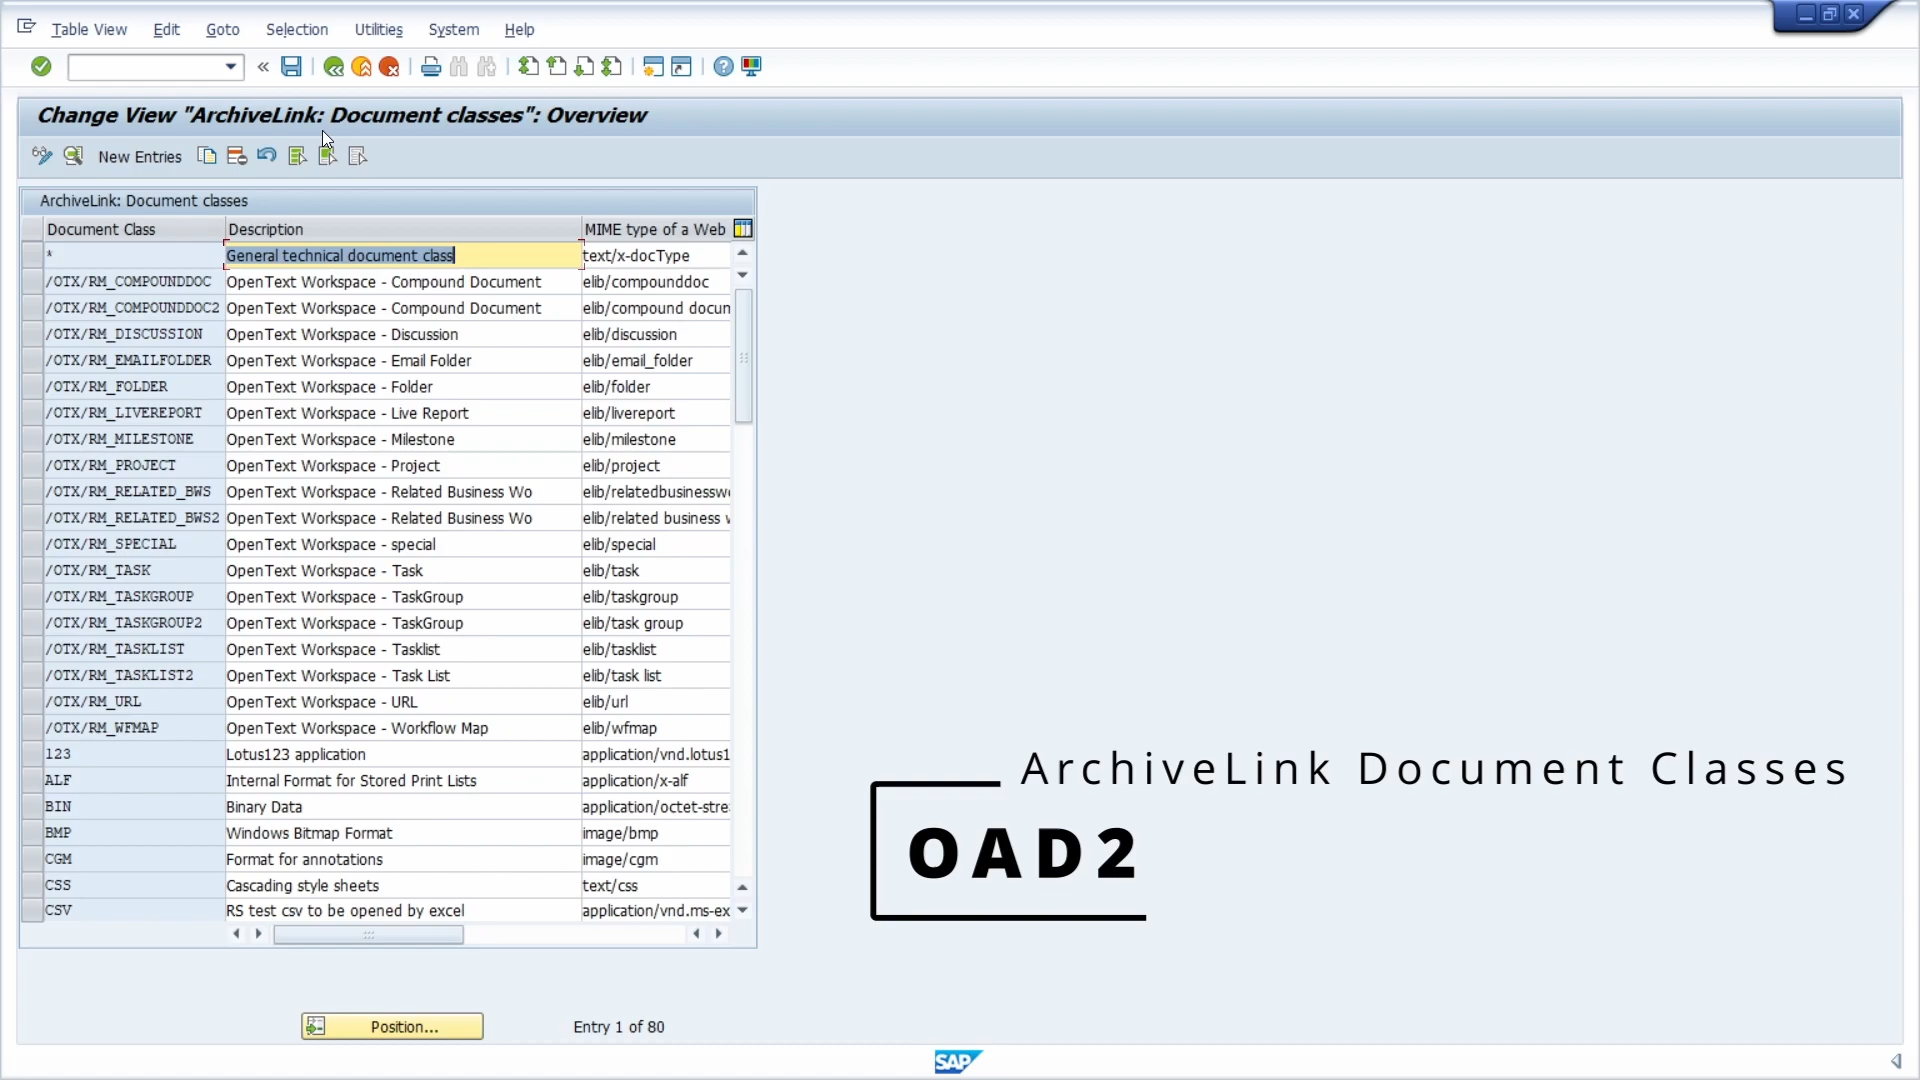 Table View Edit Goto Selection Utilities System Help
Change View "ArchiveLink: Document classes": Overview
New Entries
ArchiveLink: Document classes
Document Class Description MIME type of a Web
* General technical document class text/x-docType
/OTX/RM_COMPOUNDDOC OpenText Workspace - Compound Document elib/compounddoc
/OTX/RM_COMPOUNDDOC2 OpenText Workspace - Compound Document elib/compound docum
/OTX/RM_DISCUSSION OpenText Workspace - Discussion elib/discussion
/OTX/RM_EMAILFOLDER OpenText Workspace - Email Folder elib/email_folder
/OTX/RM_FOLDER OpenText Workspace - Folder elib/folder
/OTX/RM_LIVEREPORT OpenText Workspace - Live Report elib/livereport
/OTX/RM_MILESTONE OpenText Workspace - Milestone elib/milestone
/OTX/RM_PROJECT OpenText Workspace - Project elib/project
/OTX/RM_RELATED_BWS OpenText Workspace - Related Business Wo elib/relatedbusinessw
/OTX/RM_RELATED_BWS2 OpenText Workspace - Related Business Wo elib/related business w
/OTX/RM_SPECIAL OpenText Workspace - special elib/special
/OTX/RM_TASK OpenText Workspace - Task elib/task
/OTX/RM_TASKGROUP OpenText Workspace - TaskGroup elib/taskgroup
/OTX/RM_TASKGROUP2 OpenText Workspace - TaskGroup elib/task group
/OTX/RM_TASKLIST OpenText Workspace - Tasklist elib/tasklist
/OTX/RM_TASKLIST2 OpenText Workspace - Task List elib/task list
/OTX/RM_URL OpenText Workspace - URL elib/url
/OTX/RM_WFMAP OpenText Workspace - Workflow Map elib/wfmap
123 Lotus123 application application/vnd.lotus1
ALF Internal Format for Stored Print Lists application/x-alf
BIN Binary Data application/octet-stre
BMP Windows Bitmap Format image/bmp
CGM Format for annotations image/cgm
CSS Cascading style sheets text/css
CSV RS test csv to be opened by excel application/vnd.ms-ex
ArchiveLink Document Classes
OAD2
Position... Entry 1 of 80
SAP